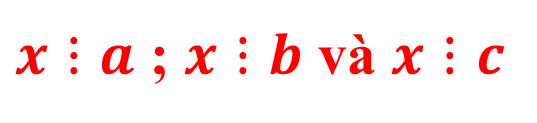 x ⋮ a ; x ⋮ b và x ⋮ c